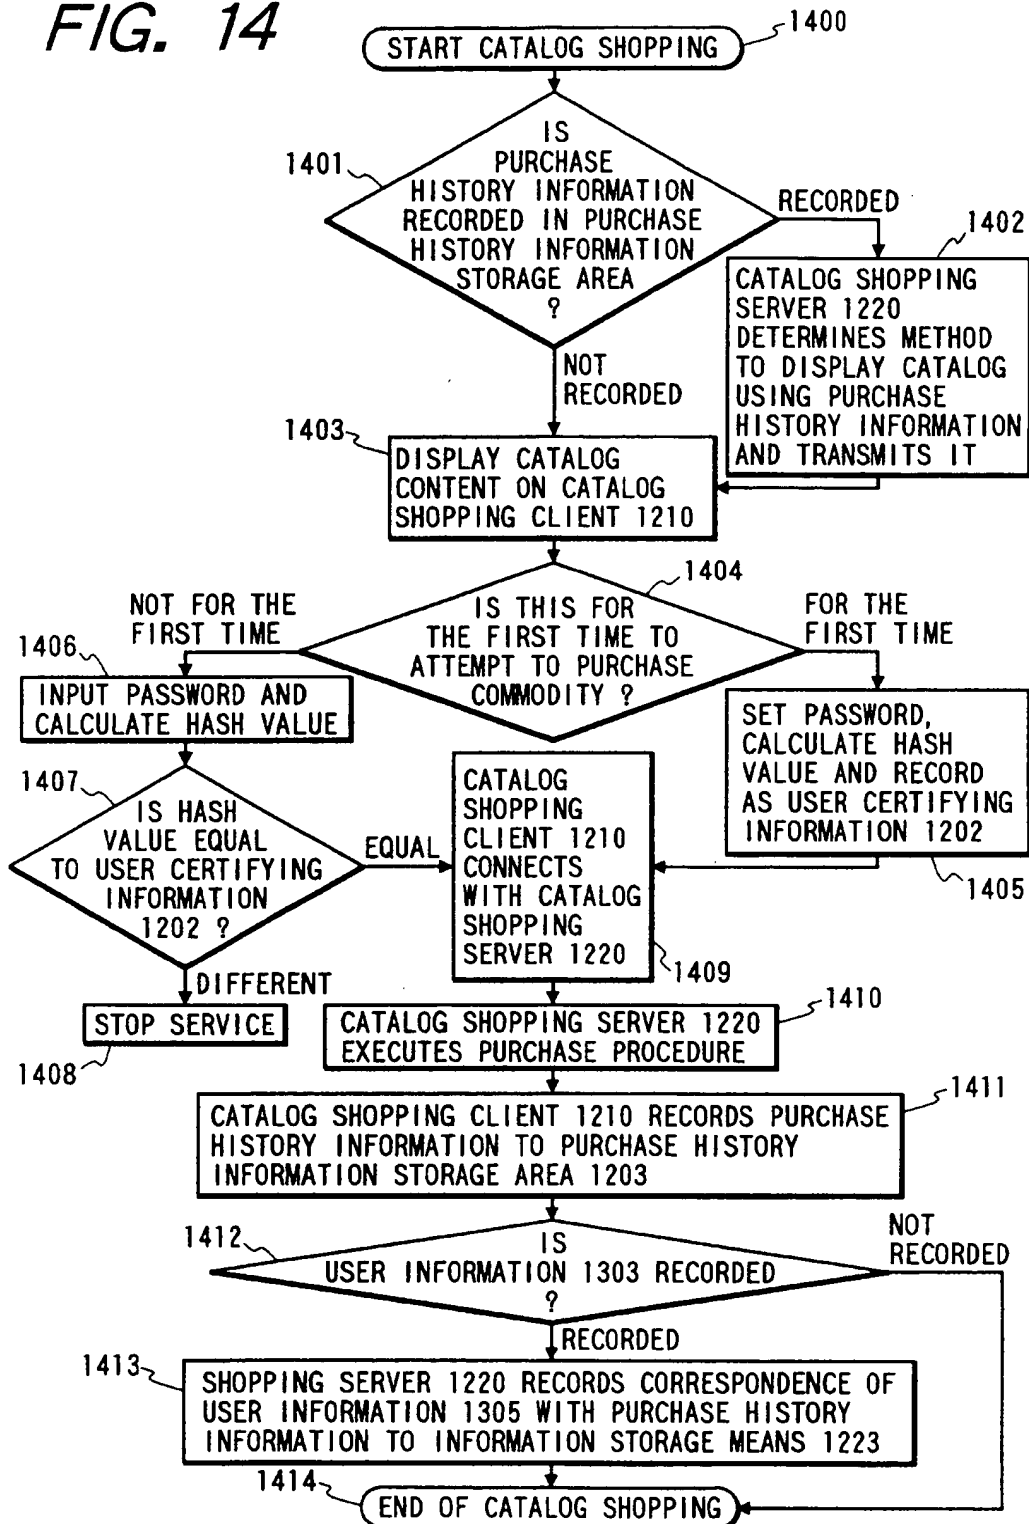 FIG. 14
START CATALOG SHOPPING
1400
IS
PURCHASE
HISTORY INFORMATION
RECORDED IN PURCHASE
HISTORY INFORMATION
STORAGE AREA
?
1401
RECORDED
1402
CATALOG SHOPPING
SERVER 1220
DETERMINES METHOD
TO DISPLAY CATALOG
USING PURCHASE
HISTORY INFORMATION
AND TRANSMITS IT
NOT
RECORDED
1403
DISPLAY CATALOG
CONTENT ON CATALOG
SHOPPING CLIENT 1210
1404
IS THIS FOR
THE FIRST TIME TO
ATTEMPT TO PURCHASE
COMMODITY ?
NOT FOR THE
FIRST TIME
FOR THE
FIRST TIME
1406
INPUT PASSWORD AND
CALCULATE HASH VALUE
SET PASSWORD,
CALCULATE HASH
VALUE AND RECORD
AS USER CERTIFYING
INFORMATION 1202
1405
1407
IS HASH
VALUE EQUAL
TO USER CERTIFYING
INFORMATION
1202 ?
EQUAL
CATALOG
SHOPPING
CLIENT 1210
CONNECTS
WITH CATALOG
SHOPPING
SERVER 1220
1409
DIFFERENT
STOP SERVICE
1408
1410
CATALOG SHOPPING SERVER 1220
EXECUTES PURCHASE PROCEDURE
1411
CATALOG SHOPPING CLIENT 1210 RECORDS PURCHASE
HISTORY INFORMATION TO PURCHASE HISTORY
INFORMATION STORAGE AREA 1203
1412
IS
USER INFORMATION 1303 RECORDED
?
NOT
RECORDED
RECORDED
1413
SHOPPING SERVER 1220 RECORDS CORRESPONDENCE OF
USER INFORMATION 1305 WITH PURCHASE HISTORY
INFORMATION TO INFORMATION STORAGE MEANS 1223
1414
END OF CATALOG SHOPPING